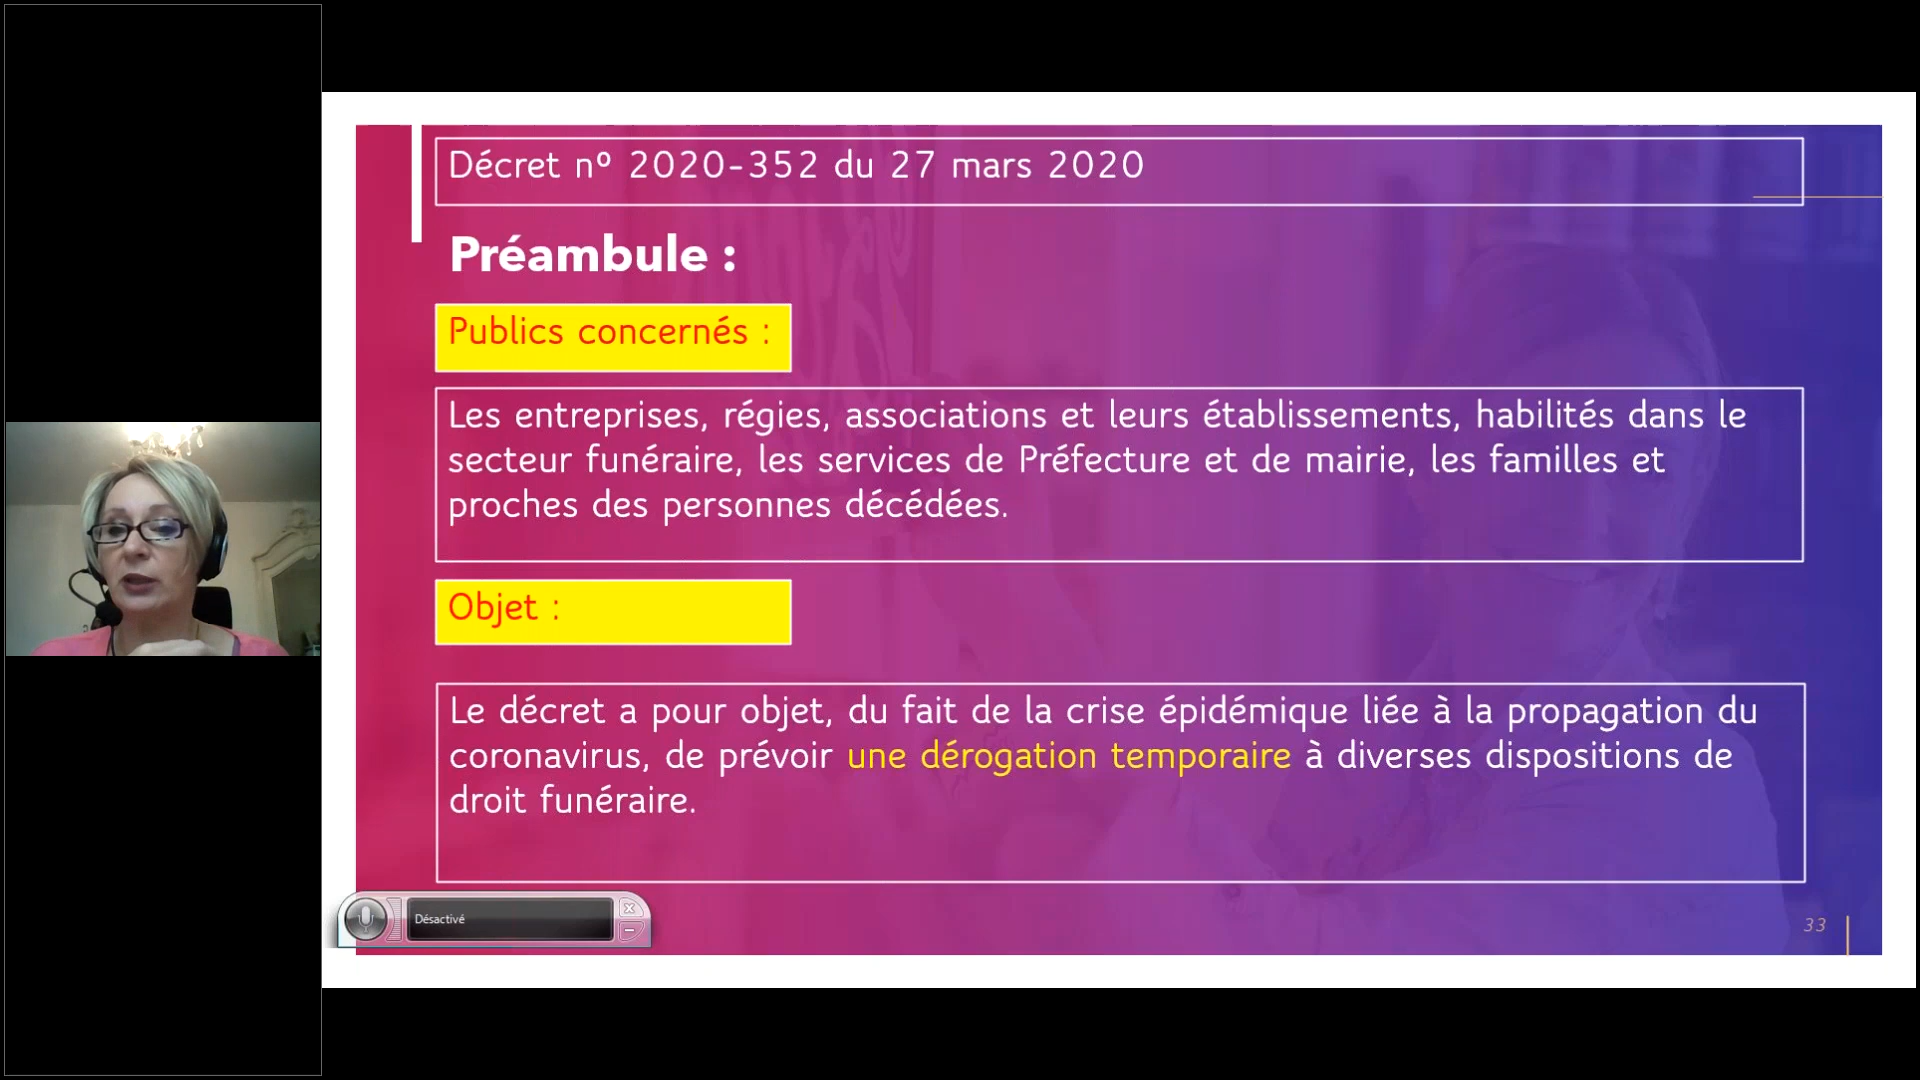 Décret nº 2020-352 du 27 mars 2020
Préambule :
Publics concernés :
Les entreprises, régies, associations et leurs établissements, habilités dans le
secteur funéraire, les services de Préfecture et de mairie, les familles et
proches des personnes décédées.
Objet :
Le décret a pour objet, du fait de la crise épidémique liée à la propagation du
coronavirus, de prévoir une dérogation temporaire à diverses dispositions de
droit funéraire.
Désactivé
33